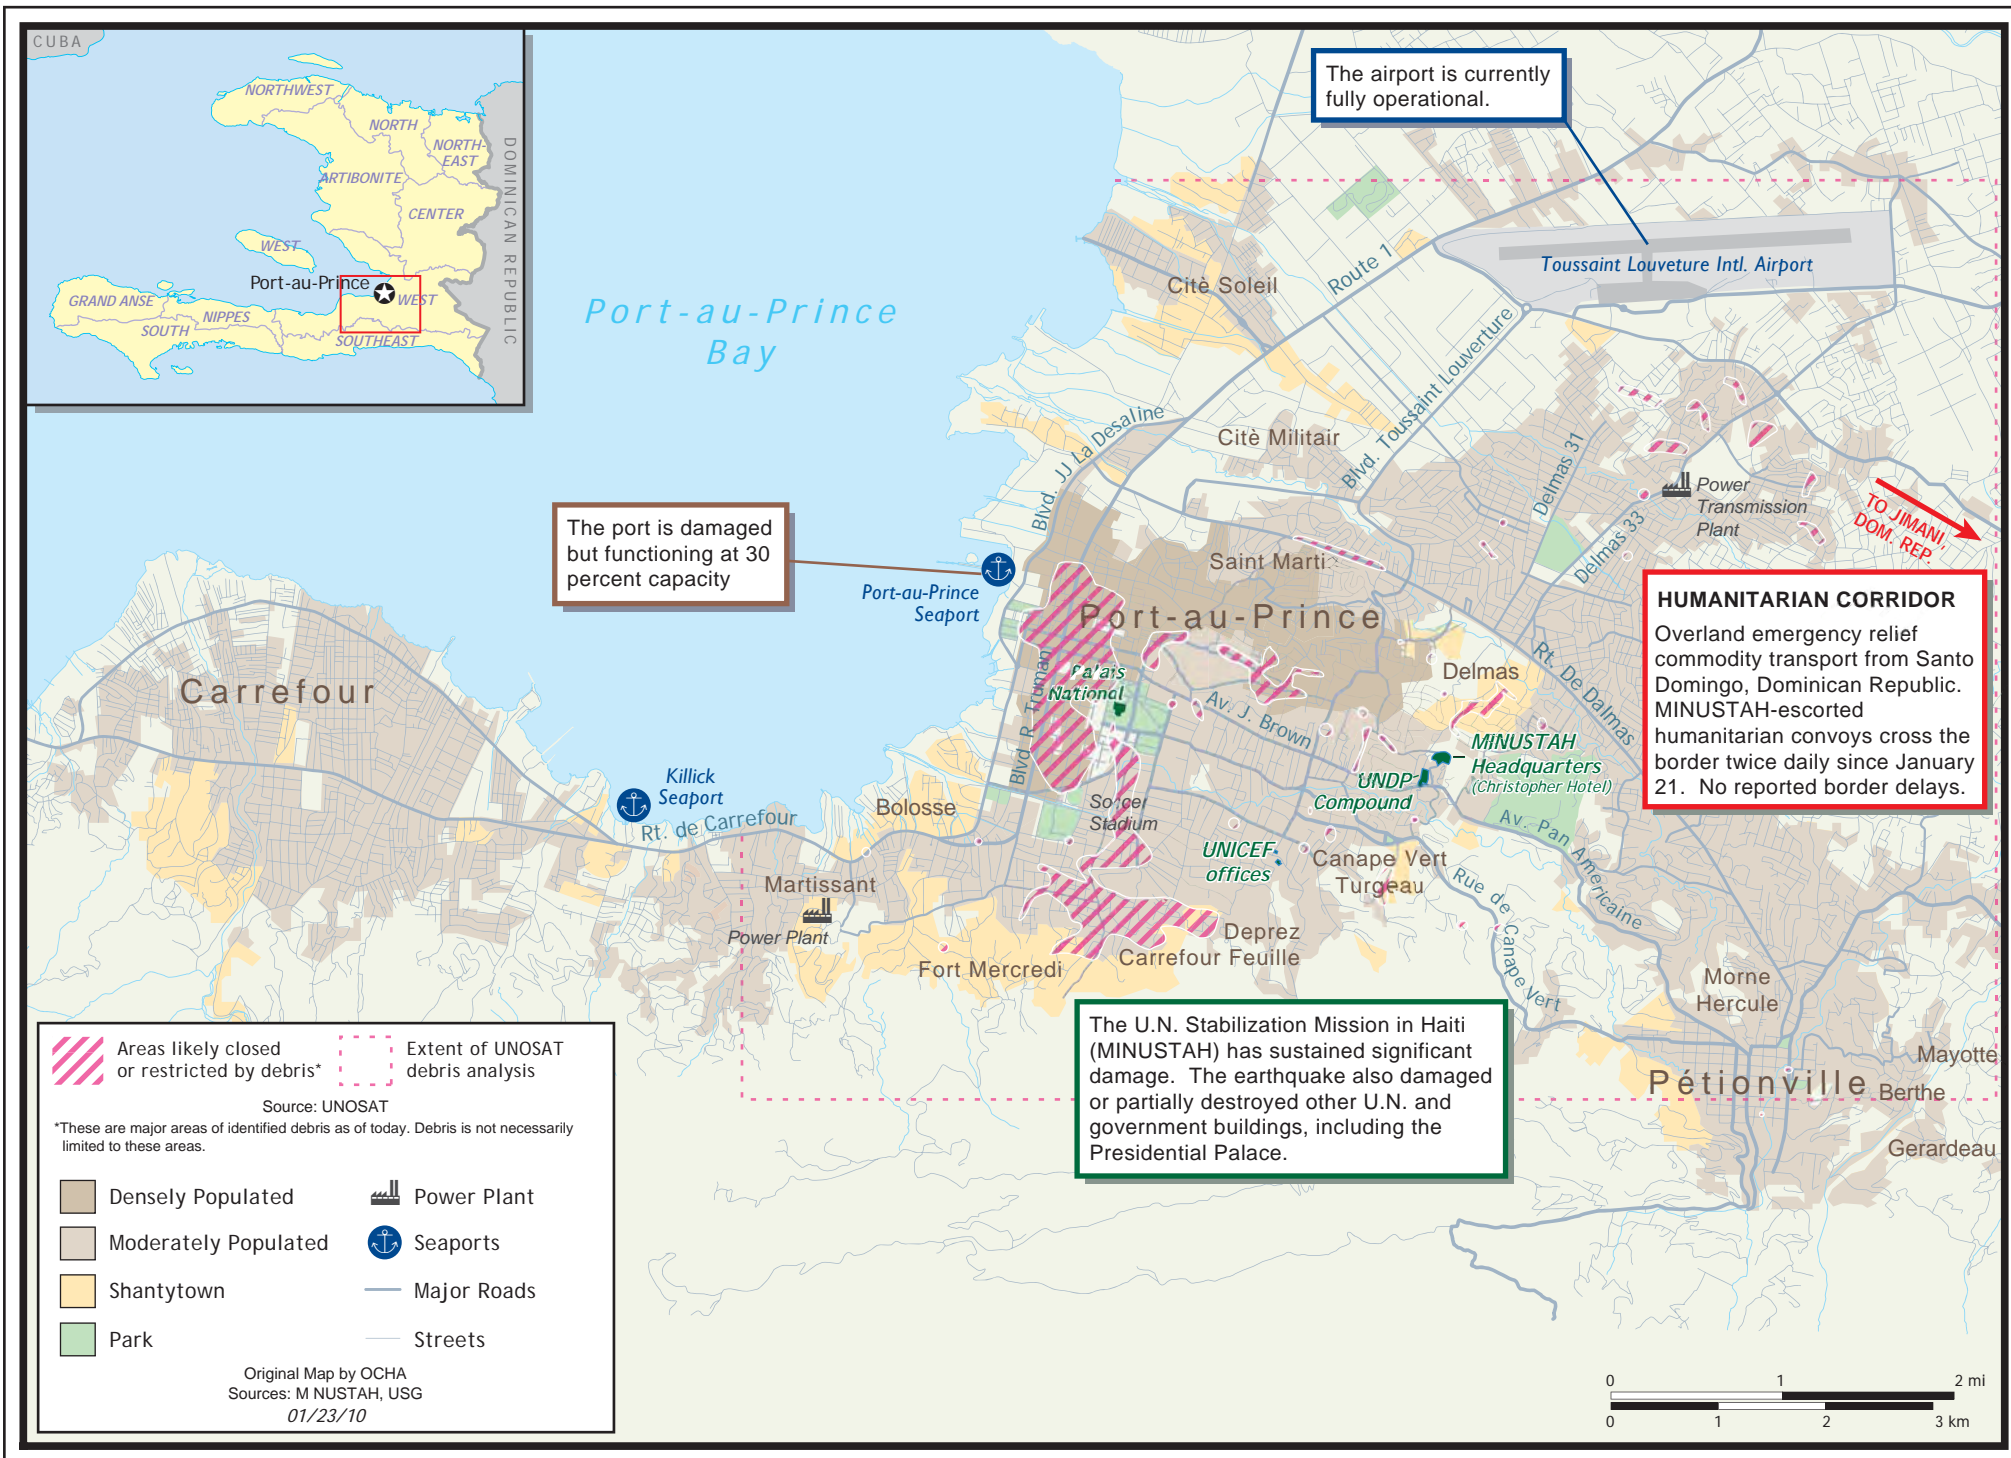 CUBA
NORTHWEST
NORTH
NORTH-
EAST
ARTIBONITE
CENTER
WEST
Port-au-Prince
WEST
GRAND ANSE
NIPPES
SOUTH
SOUTHEAST
DOMINICAN REPUBLIC
The airport is currently
fully operational.
Port-au-Prince
Bay
Citè Soleil
Route 1
Toussaint Louveture Intl. Airport
Blvd. Toussaint Louverture
Blvd. JJ La Desaline
Citè Militair
Delmas 31
Delmas 33
Power
Transmission
Plant
TO JIMANI,
DOM. REP.
The port is damaged
but functioning at 30
percent capacity
Port-au-Prince
Seaport
Saint Marti
Port-au-Prince
HUMANITARIAN CORRIDOR
Overland emergency relief
commodity transport from Santo
Domingo, Dominican Republic.
MINUSTAH-escorted
humanitarian convoys cross the
border twice daily since January
21.  No reported border delays.
Carrefour
Palais
National
Blvd R Truman
Av. J. Brown
Delmas
Rt. De Dalmas
MINUSTAH
Headquarters
(Christopher Hotel)
UNDP
Compound
Killick
Seaport
Rt. de Carrefour
Bolosse
Soccer
Stadium
UNICEF
offices
Canape Vert
Turgeau
Av. Pan Americaine
Rue de Canape Vert
Martissant
Power Plant
Fort Mercredi
Deprez
Carrefour Feuille
Morne
Hercule
Mayotte
Pétionville
Berthe
Gerardeau
The U.N. Stabilization Mission in Haiti
(MINUSTAH) has sustained significant
damage.  The earthquake also damaged
or partially destroyed other U.N. and
government buildings, including the
Presidential Palace.
Areas likely closed
or restricted by debris*
Extent of UNOSAT
debris analysis
Source: UNOSAT
*These are major areas of identified debris as of today. Debris is not necessarily
limited to these areas.
Densely Populated
Power Plant
Moderately Populated
Seaports
Shantytown
Major Roads
Park
Streets
Original Map by OCHA
Sources: M NUSTAH, USG
01/23/10
0 1 2 mi
0 1 2 3 km